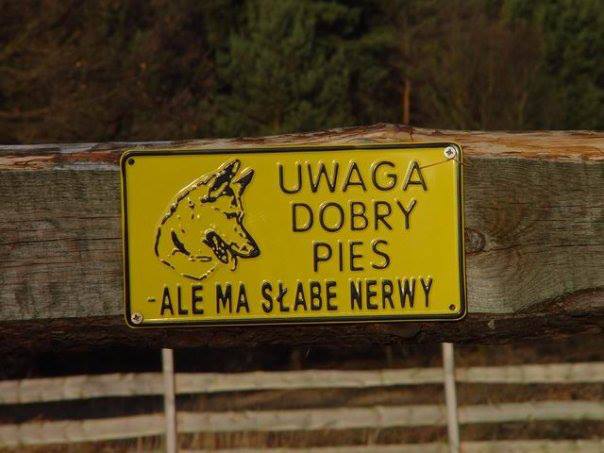 UWAGA
DOBRY
PIES
-ALE MA SŁABE NERWY